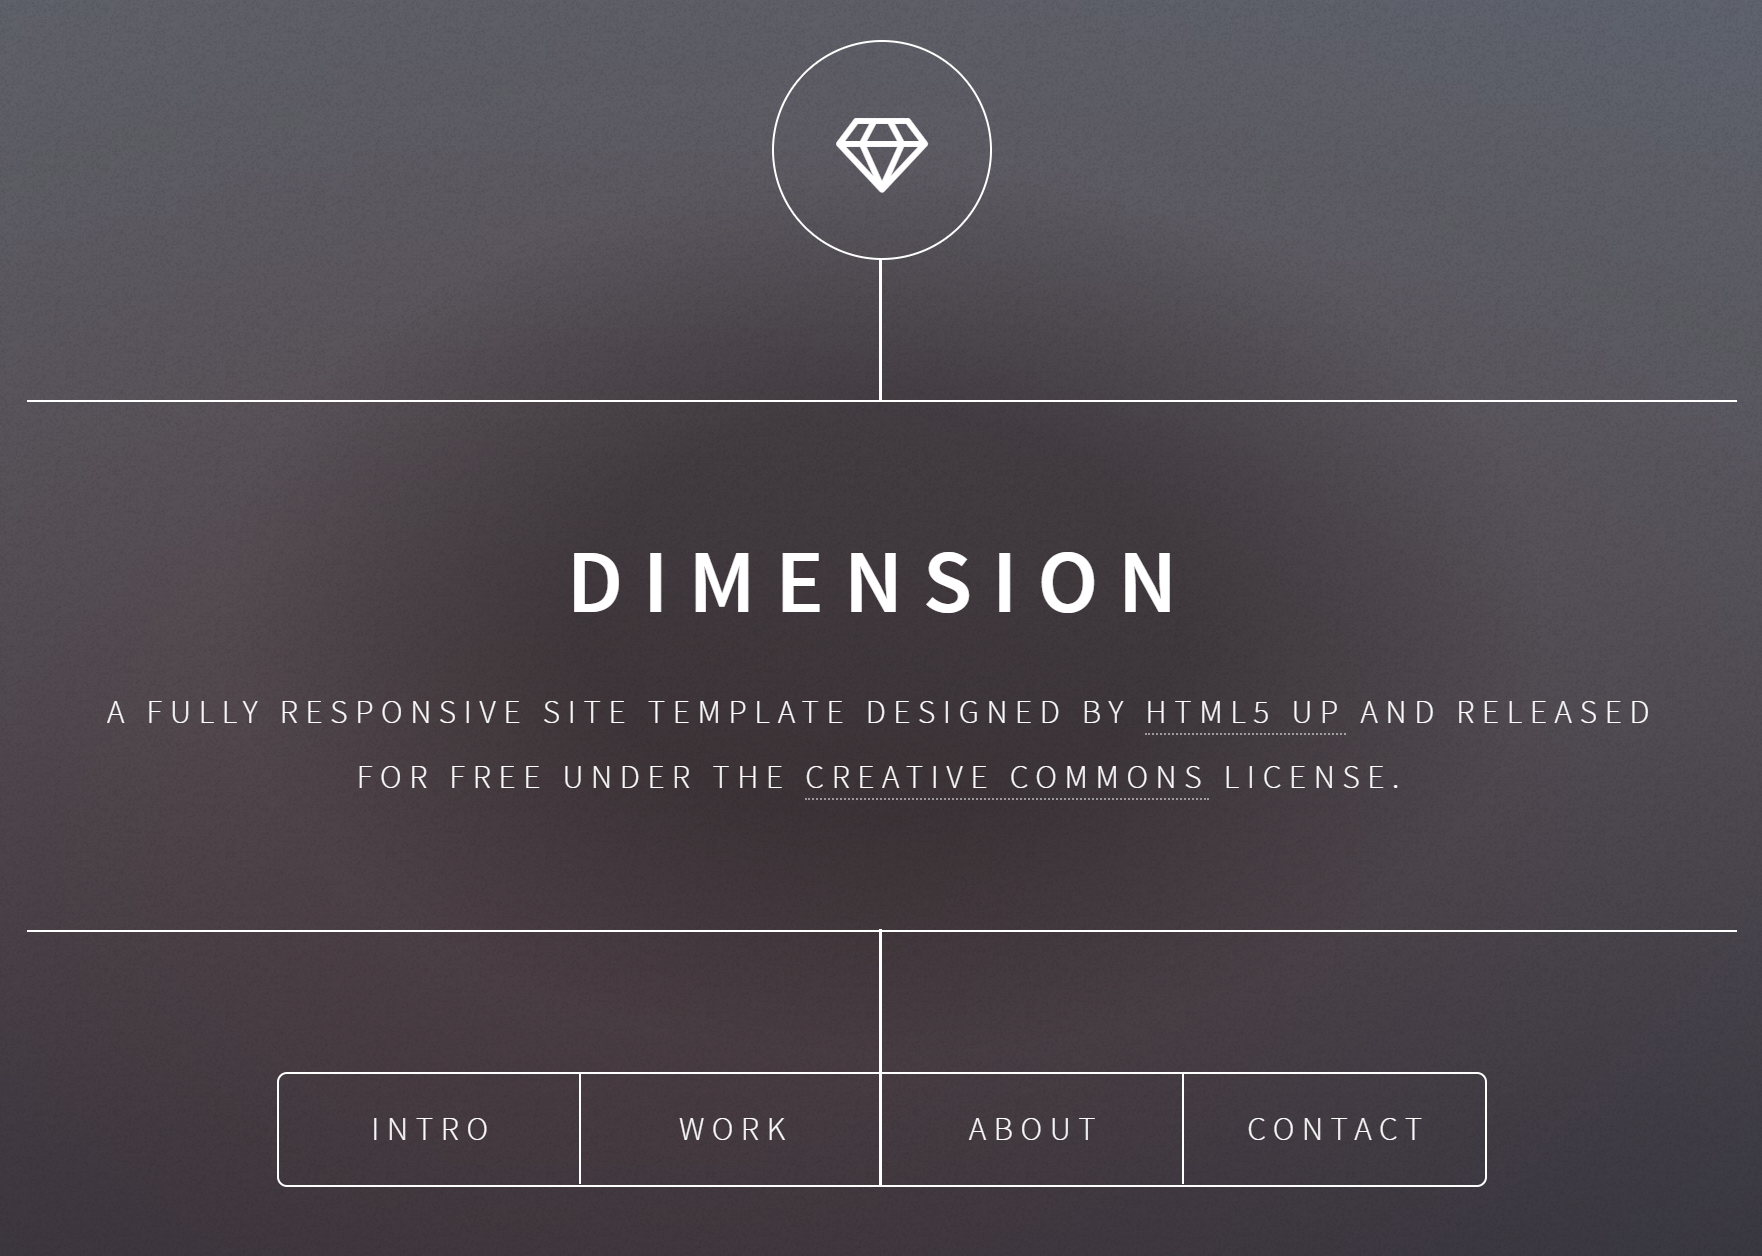 DIMENSION
A FULLY RESPONSIVE SITE TEMPLATE DESIGNED BY HTML5 UP AND RELEASED
FOR FREE UNDER THE CREATIVE COMMONS LICENSE.
INTRO WORK ABOUT CONTACT